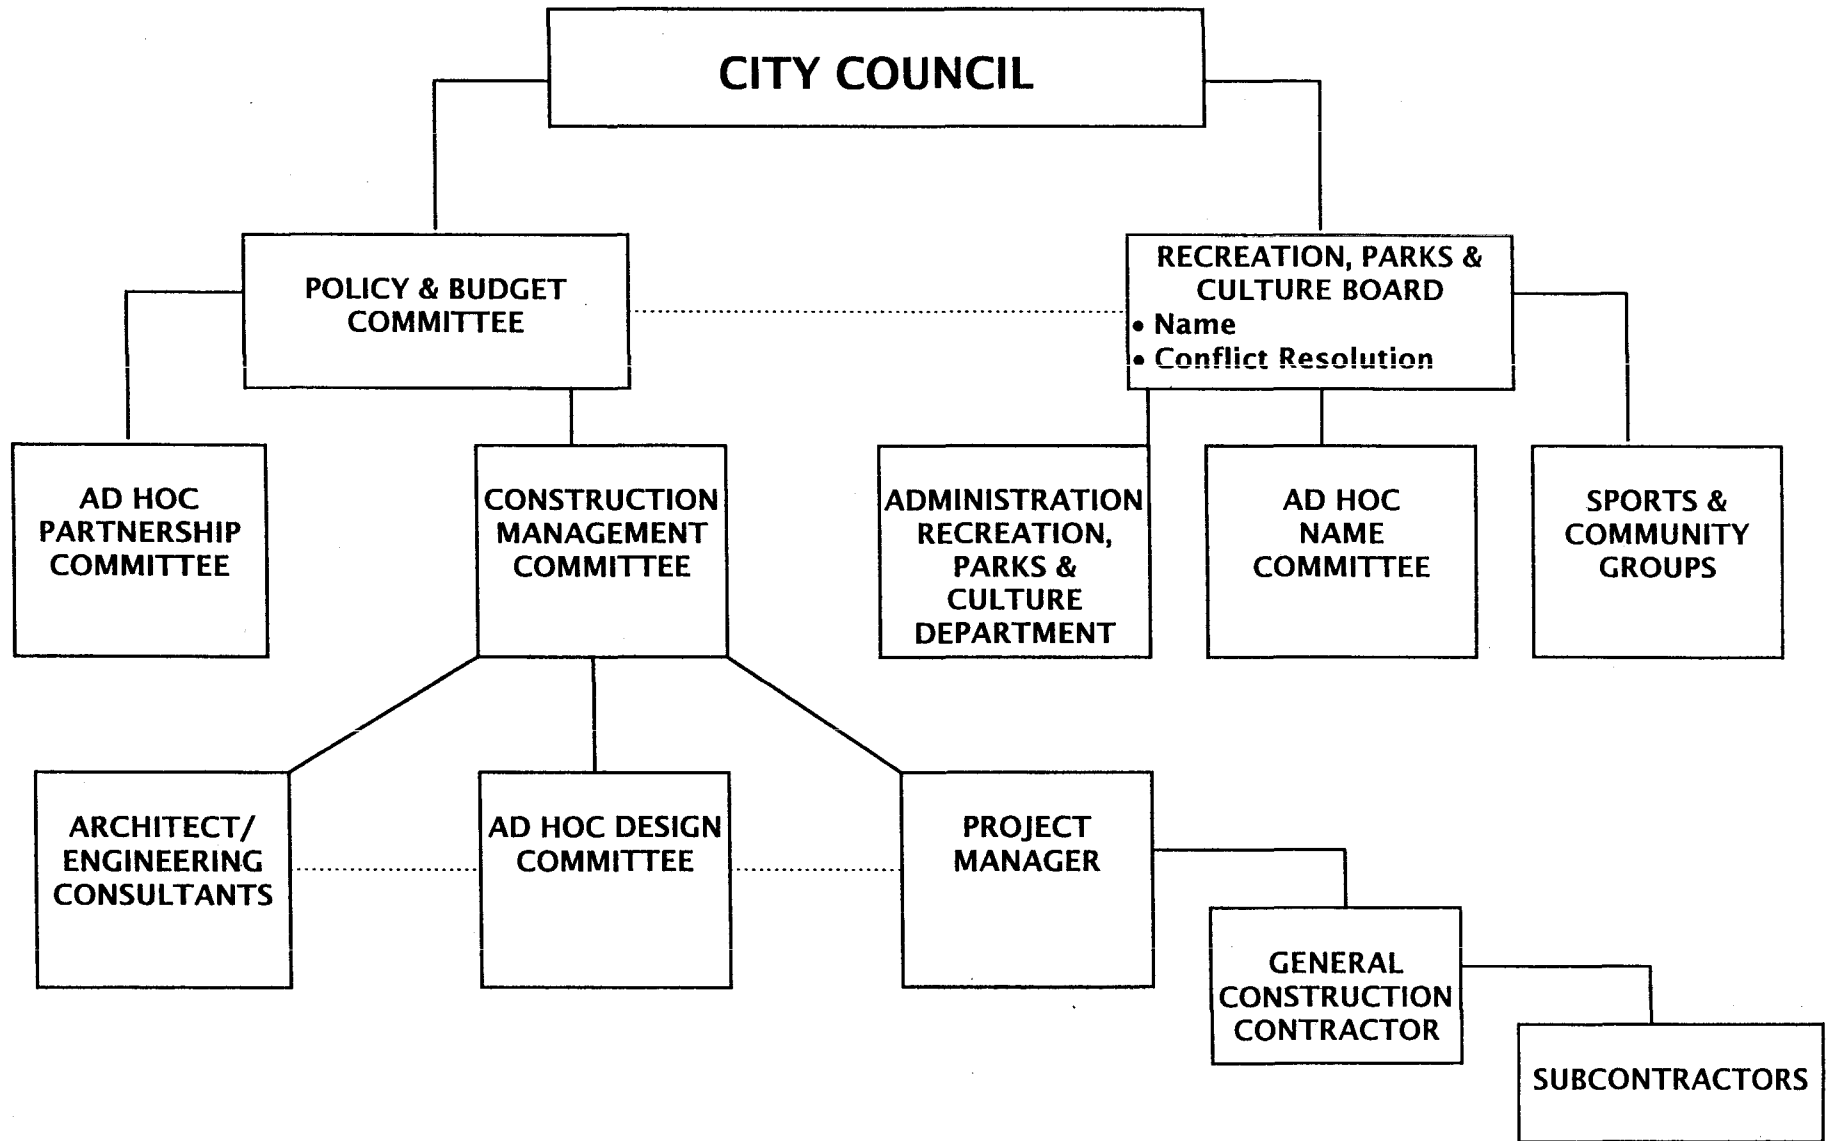 CITY COUNCIL
POLICY & BUDGET
COMMITTEE
RECREATION, PARKS &
CULTURE BOARD
• Name
• Conflict Resolution
AD HOC
PARTNERSHIP
COMMITTEE
CONSTRUCTION
MANAGEMENT
COMMITTEE
ADMINISTRATION
RECREATION,
PARKS &
CULTURE
DEPARTMENT
AD HOC
NAME
COMMITTEE
SPORTS &
COMMUNITY
GROUPS
ARCHITECT/
ENGINEERING
CONSULTANTS
AD HOC DESIGN
COMMITTEE
PROJECT
MANAGER
GENERAL
CONSTRUCTION
CONTRACTOR
SUBCONTRACTORS